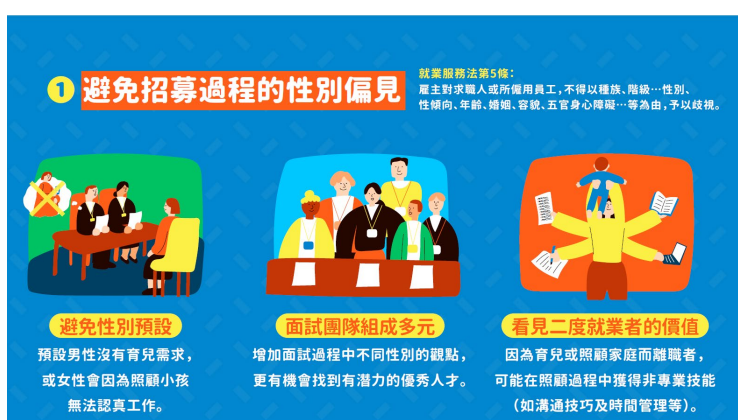 1 避免招募過程的性別偏見
就業服務法第5條：
雇主對求職人或所僱用員工，不得以種族、階級⋯性別、
性傾向、年齡、婚姻、容貌、五官身心障礙⋯等為由，予以歧視。
避免性別預設
預設男性沒有育兒需求，
或女性會因為照顧小孩
無法認真工作。
面試團隊組成多元
增加面試過程中不同性別的觀點，
更有機會找到有潛力的優秀人才。
看見二度就業者的價值
因為育兒或照顧家庭而離職者，
可能在照顧過程中獲得非專業技能
（如溝通技巧及時間管理等）。